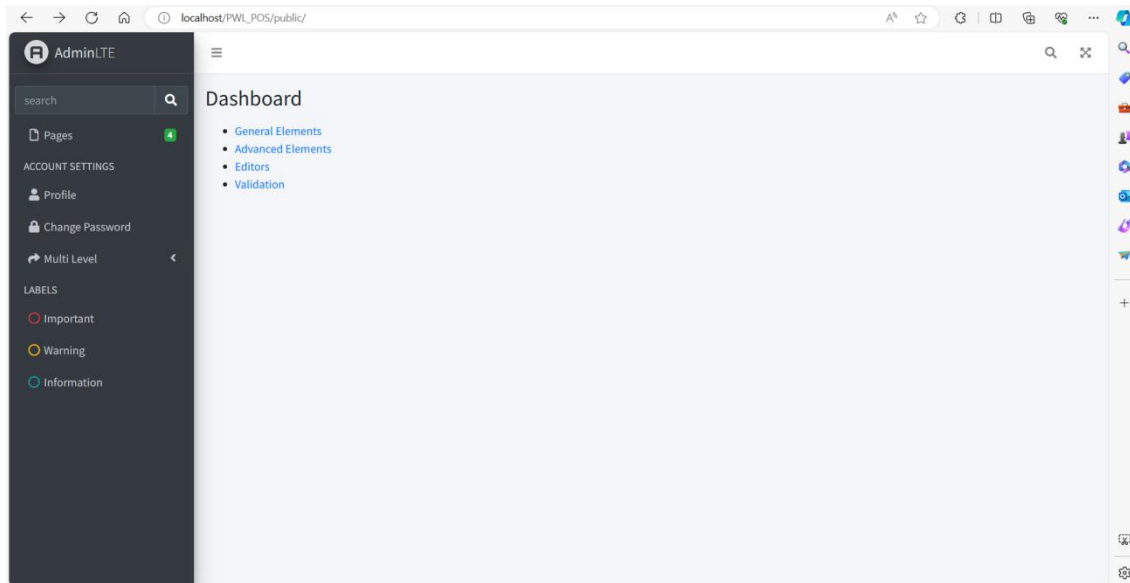 localhost/PWL_POS/public/
AdminLTE
search
Pages
4
ACCOUNT SETTINGS
Profile
Change Password
Multi Level
LABELS
Important
Warning
Information
Dashboard
General Elements
Advanced Elements
Editors
Validation